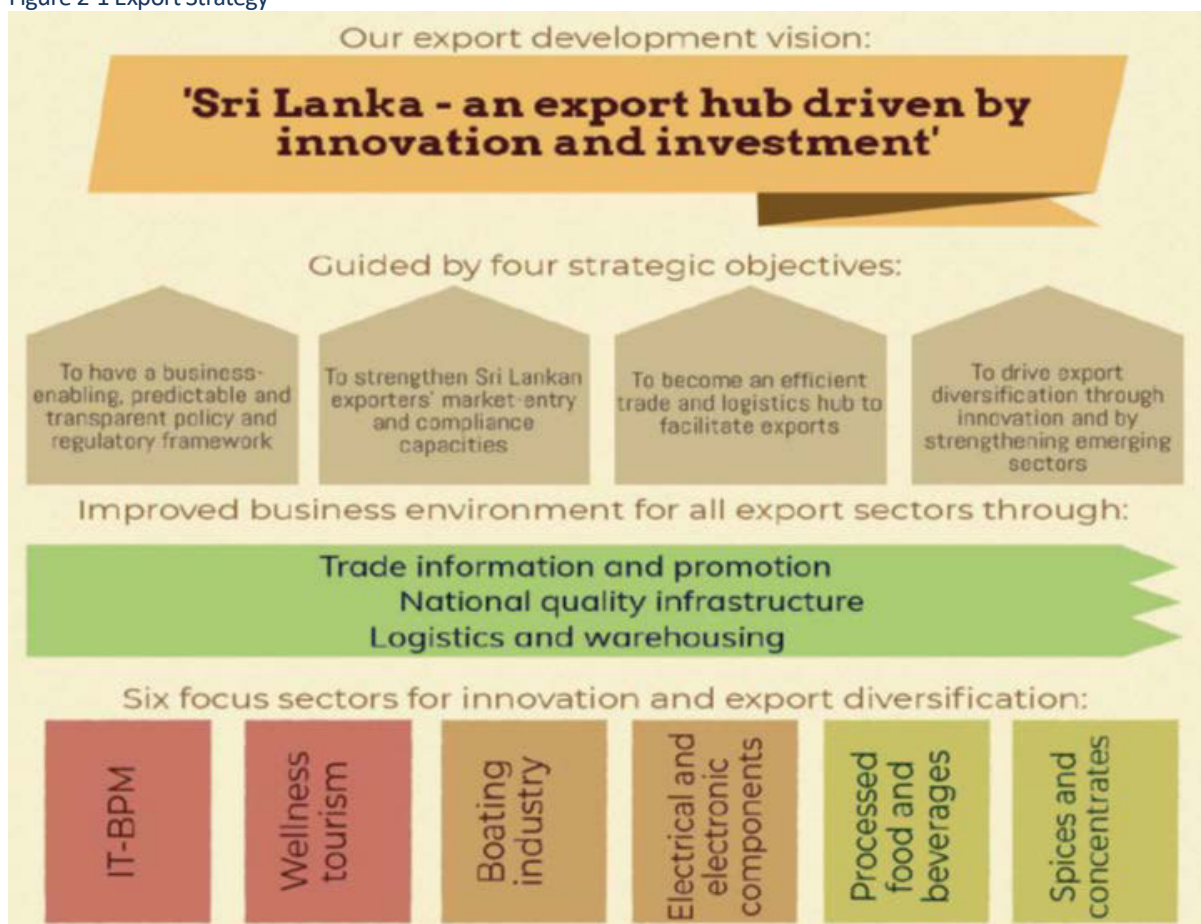 Figure 2-1 Export Strategy
Our export development vision:
'Sri Lanka - an export hub driven by
innovation and investment'
Guided by four strategic objectives:
To have a business-
enabling, predictable and
transparent policy and
regulatory framework
To strengthen Sri Lankan
exporters' market-entry
and compliance
capacities
To become an efficient
trade and logistics hub to
facilitate exports
To drive export
diversification through
innovation and by
strengthening emerging
sectors
Improved business environment for all export sectors through:
Trade information and promotion
National quality infrastructure
Logistics and warehousing
Six focus sectors for innovation and export diversification:
IT-BPM
Wellness
tourism
Boating
industry
Electrical and
electronic
components
Processed
food and
beverages
Spices and
concentrates